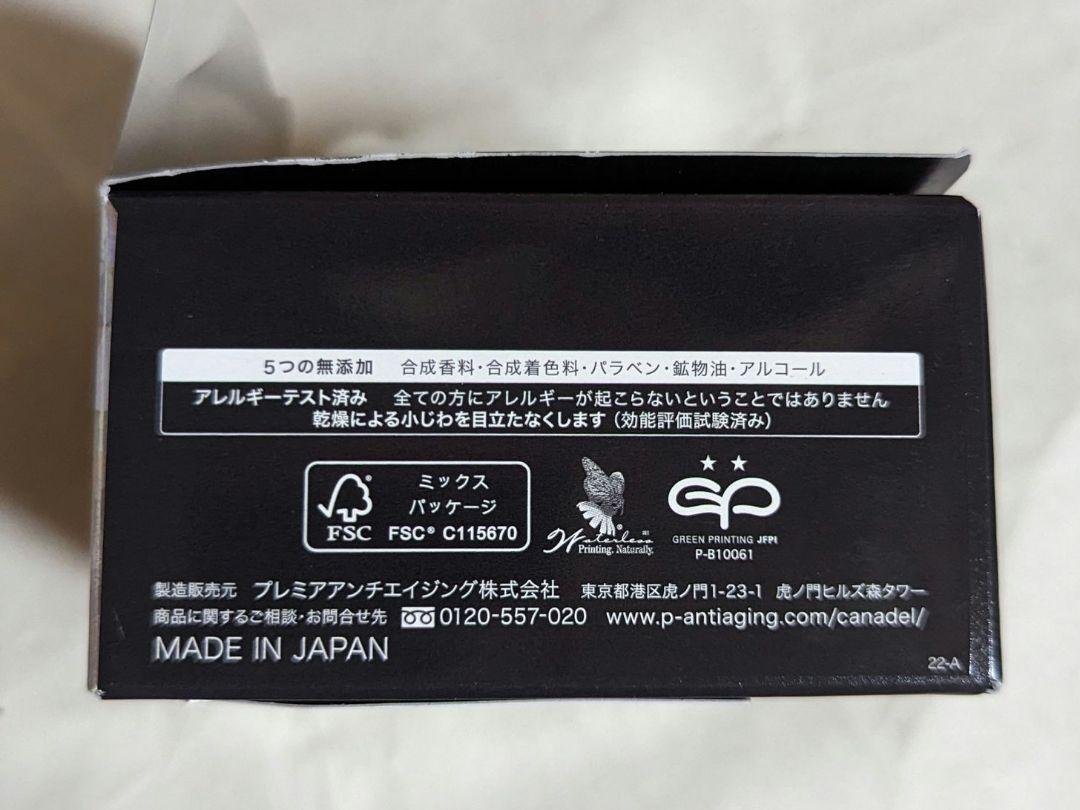 5つの無添加　合成香料・合成着色料・パラベン・鉱物油・アルコール
アレルギーテスト済み　全ての方にアレルギーが起こらないということではありません
乾燥による小じわを目立たなくします（効能評価試験済み）
ミックス
パッケージ
FSC FSC® C115670
Waterless
Printing. Naturally.
GREEN PRINTING JFPI
P-B10061
製造販売元　プレミアアンチエイジング株式会社　東京都港区虎ノ門1-23-1　虎ノ門ヒルズ森タワー
商品に関するご相談・お問合せ先 0120-557-020 www.p-antiaging.com/canadel/
MADE IN JAPAN
22-A